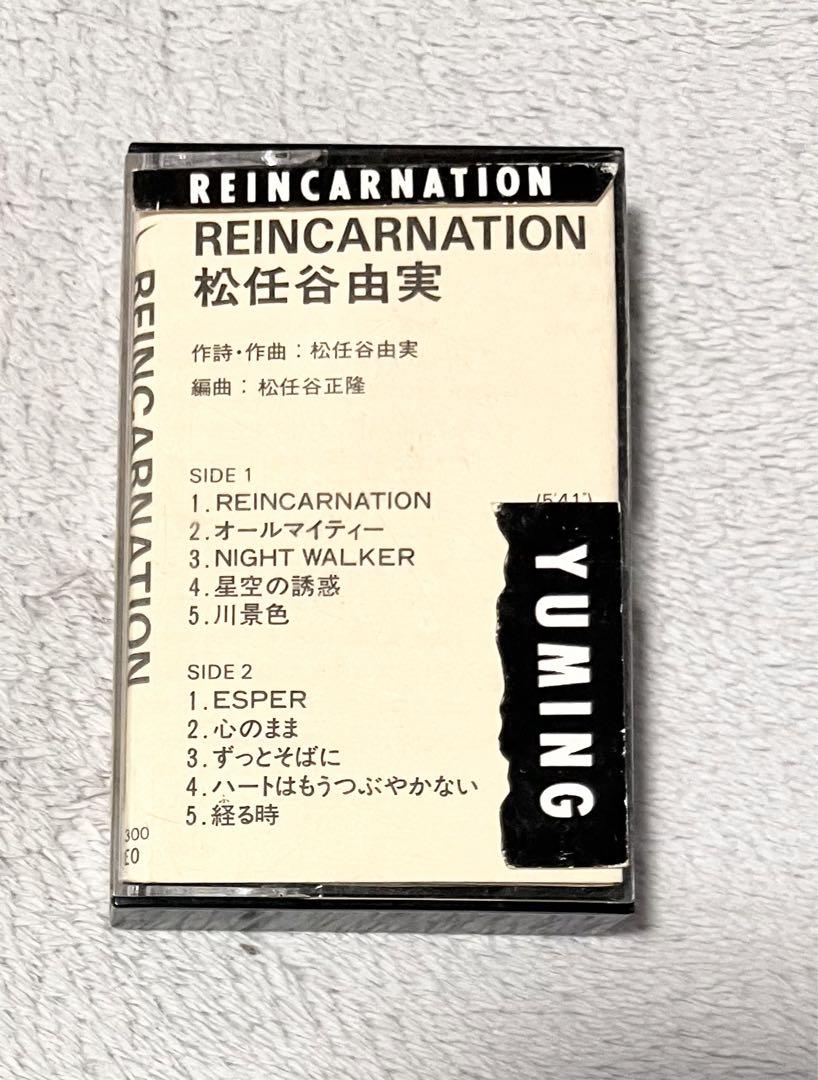 REINCARNATION
REINCARNATION
松任谷由実
作詩・作曲：松任谷由実
編曲：松任谷正隆
SIDE 1
1.REINCARNATION (5'41")
2.オールマイティー
3.NIGHT WALKER
4.星空の誘惑
5.川景色
SIDE 2
1.ESPER
2.心のまま
3.ずっとそばに
4.ハートはもうつぶやかない
5.経る時
REINCARNATION
300
EO
YUMING